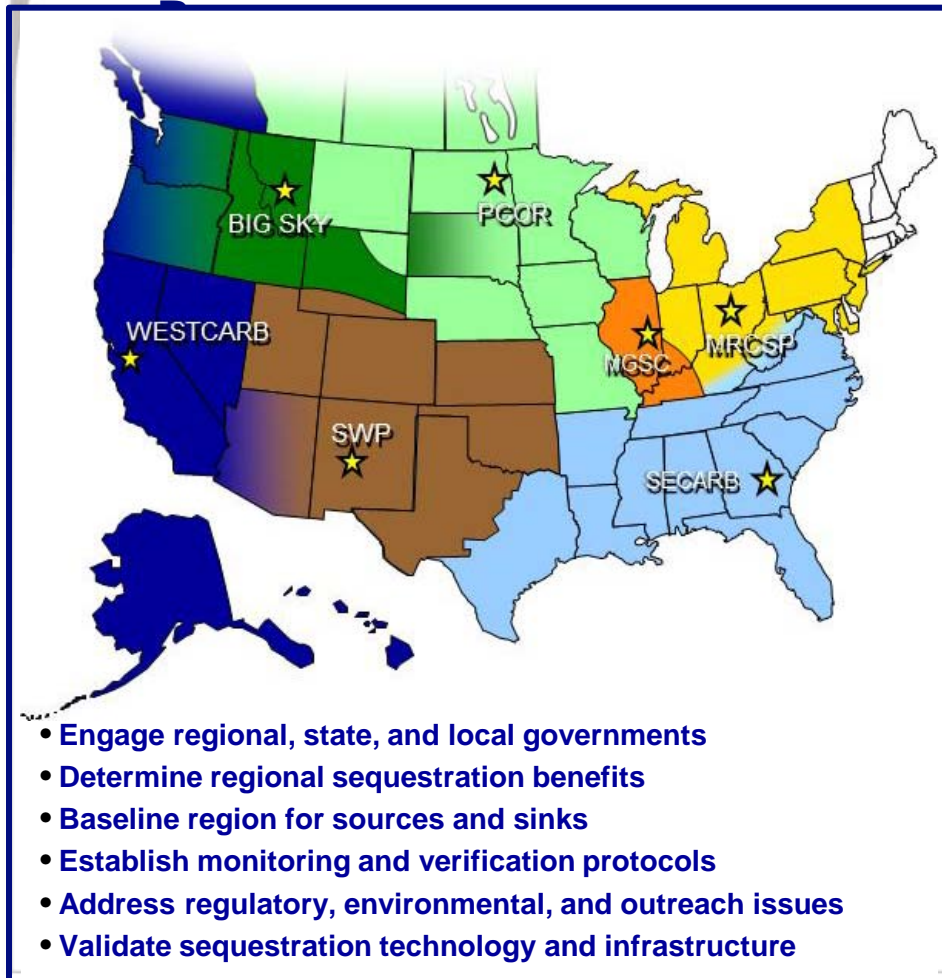 BIG SKY
PCOR
WESTCARB
MGSC
MRCSP
SWP
SECARB
• Engage regional, state, and local governments
• Determine regional sequestration benefits
• Baseline region for sources and sinks
• Establish monitoring and verification protocols
• Address regulatory, environmental, and outreach issues
• Validate sequestration technology and infrastructure